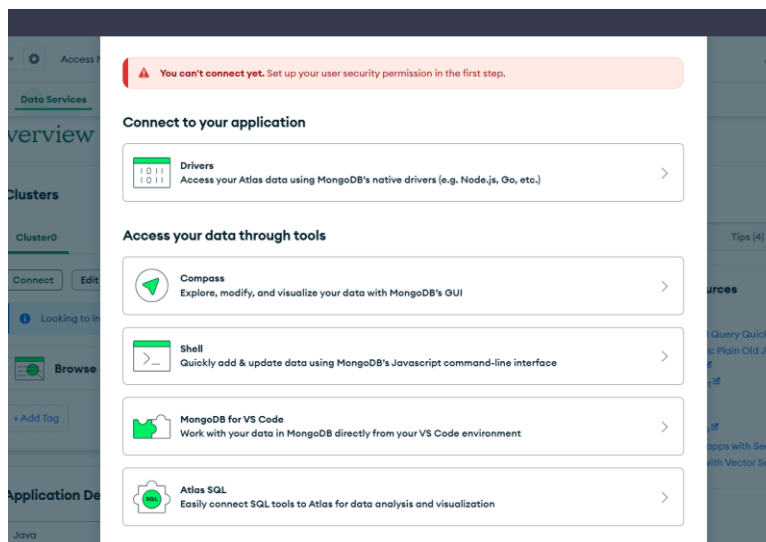 Access
Data Services
verview
Clusters
Cluster0
Connect
Edit
Looking to in
Browse
+ Add Tag
Application De
Java
You can't connect yet. Set up your user security permission in the first step.
Connect to your application
1011
1011
Drivers
Access your Atlas data using MongoDB's native drivers (e.g. Node.js, Go, etc.)
Access your data through tools
Compass
Explore, modify, and visualize your data with MongoDB's GUI
Shell
Quickly add & update data using MongoDB's Javascript command-line interface
MongoDB for VS Code
Work with your data in MongoDB directly from your VS Code environment
SQL
Atlas SQL
Easily connect SQL tools to Atlas for data analysis and visualization
Tips (4)
urces
Query Quic
s: Plain Old J
apps with Se
with Vector Se